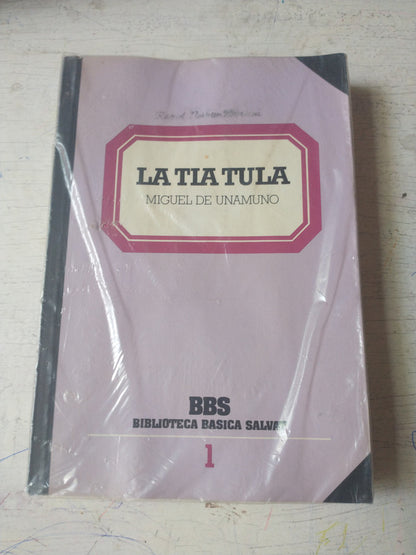 LA TIA TULA
MIGUEL DE UNAMUNO
BBS
BIBLIOTECA BASICA SALVAT
1